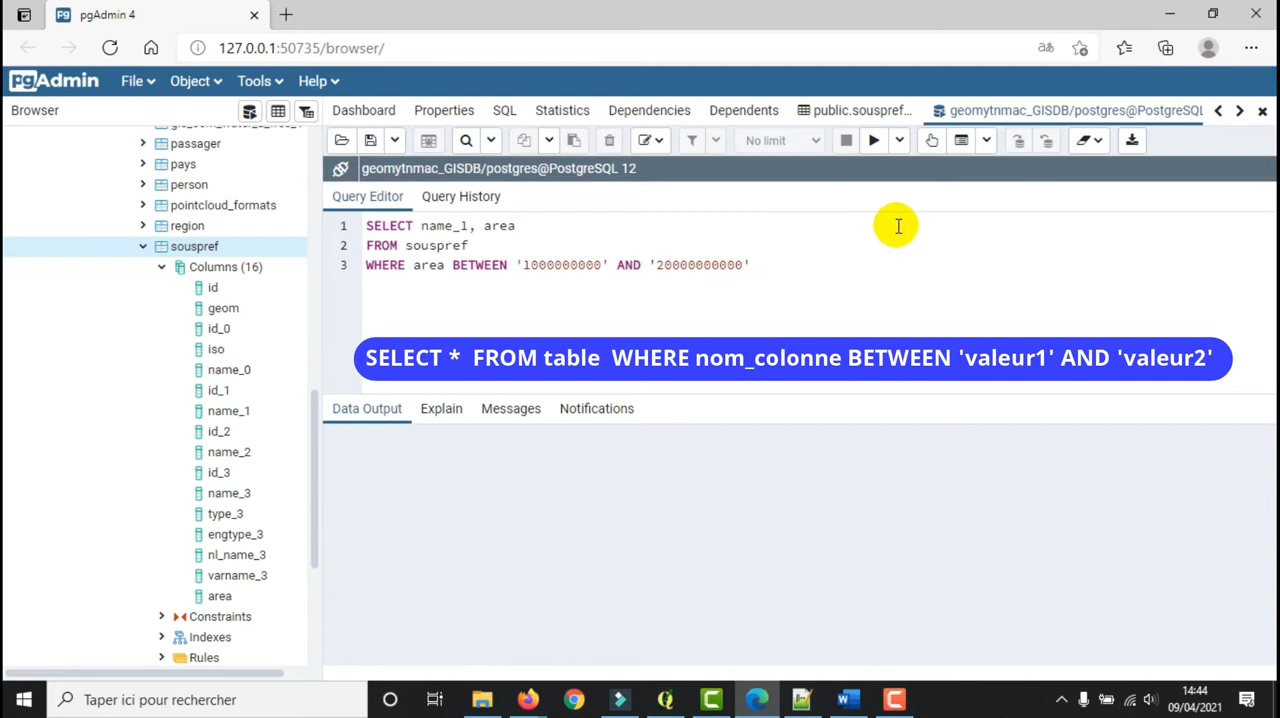 pgAdmin 4
127.0.0.1:50735/browser/
pgAdmin File Object Tools Help
Browser
Dashboard Properties SQL Statistics Dependencies Dependents public.souspref... geomytnmac_GISDB/postgres@PostgreSQL
passager
pays
person
pointcloud_formats
region
souspref
Columns (16)
id
geom
id_0
iso
name_0
id_1
name_1
id_2
name_2
id_3
name_3
type_3
engtype_3
nl_name_3
varname_3
area
Constraints
Indexes
Rules
No limit
geomytnmac_GISDB/postgres@PostgreSQL 12
Query Editor Query History
1 SELECT name_1, area
2 FROM souspref
3 WHERE area BETWEEN '1000000000' AND '20000000000'
SELECT * FROM table WHERE nom_colonne BETWEEN 'valeur1' AND 'valeur2'
Data Output Explain Messages Notifications
Taper ici pour rechercher
14:44
09/04/2021